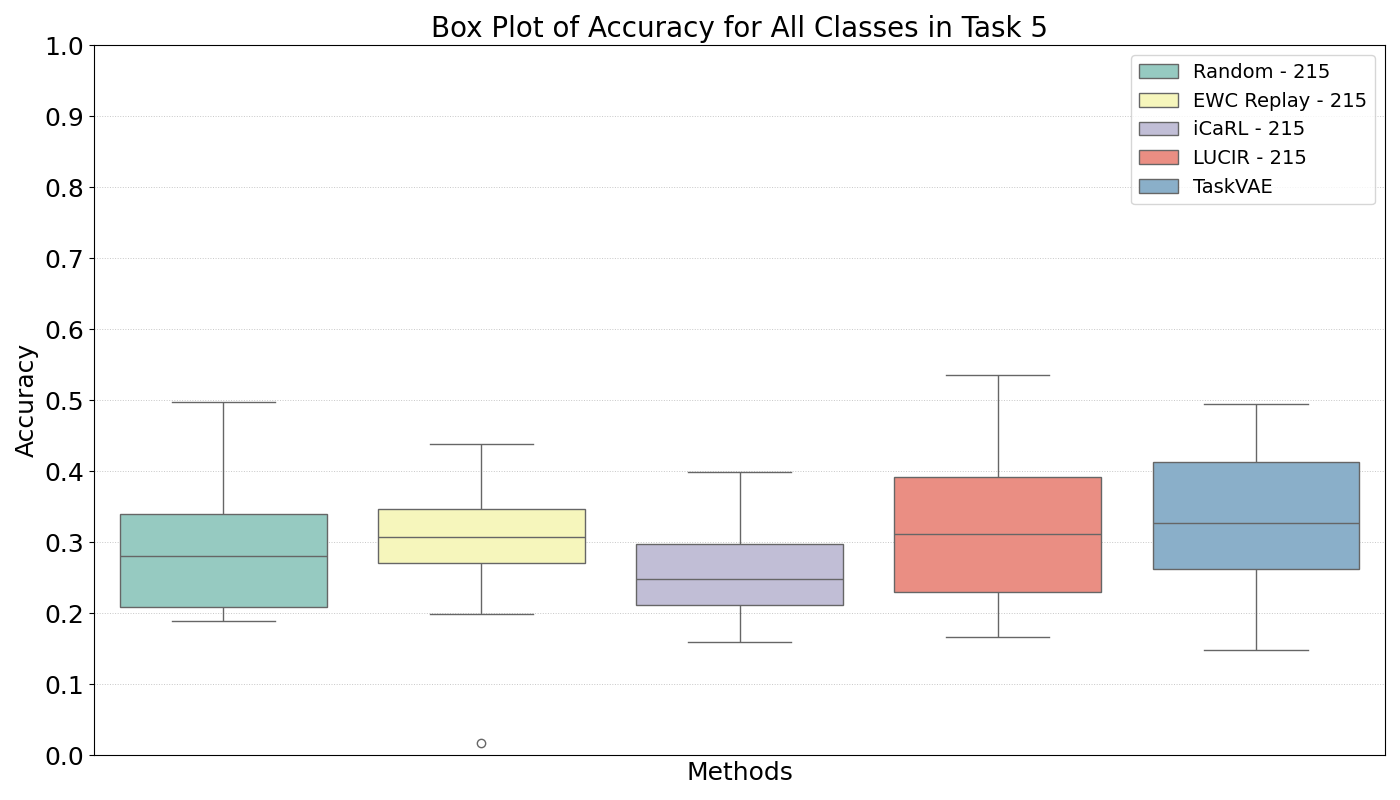 Box Plot of Accuracy for All Classes in Task 5
1.0
0.9
0.8
0.7
0.6
0.5
0.4
0.3
0.2
0.1
0.0
Accuracy
Methods
Random - 215
EWC Replay - 215
iCaRL - 215
LUCIR - 215
TaskVAE